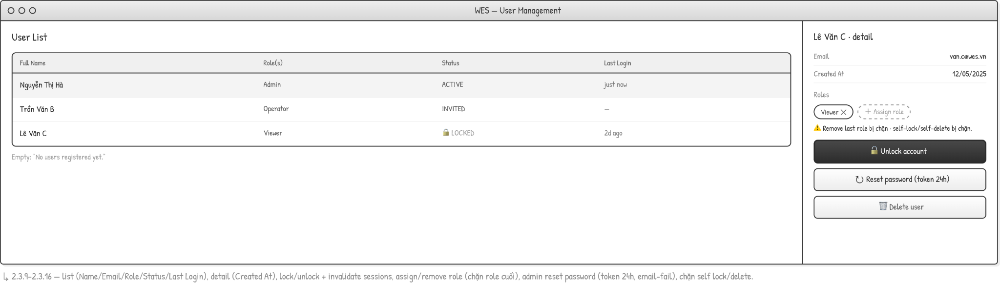 WES — User Management
User List
Full Name Role(s) Status Last Login
Nguyễn Thị Hà Admin ACTIVE just now
Trần Văn B Operator INVITED —
Lê Văn C Viewer 🔒 LOCKED 2d ago
Empty: "No users registered yet."
Lê Văn C · detail
Email van.c@wes.vn
Created At 12/05/2025
Roles
Viewer ✕ + Assign role
⚠️ Remove last role bị chặn · self-lock/self-delete bị chặn.
🔒 Unlock account
↻ Reset password (token 24h)
🗑️ Delete user
↳ 2.3.9–2.3.16 — list (Name/Email/Role/Status/Last Login), detail (Created At), lock/unlock + invalidate sessions, assign/remove role (chặn role cuối), admin reset password (token 24h, email-fail), chặn self lock/delete.